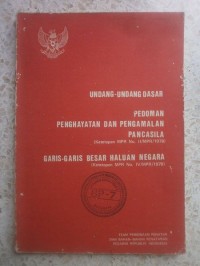 UNDANG-UNDANG DASAR
PEDOMAN
PENGHAYATAN DAN PENGAMALAN
PANCASILA
(Ketetapan MPR No. II/MPR/1978)
GARIS-GARIS BESAR HALUAN NEGARA
(Ketetapan MPR No. IV/MPR/1978)